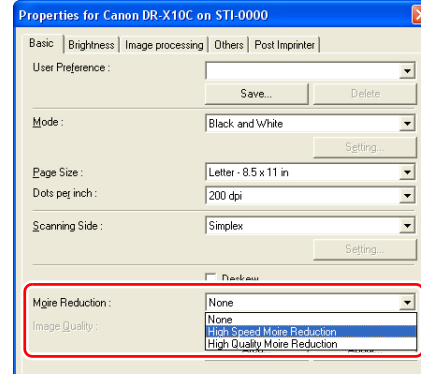 Properties for Canon DR-X10C on STI-0000
Basic Brightness Image processing Others Post Imprinter
User Preference :
Save... Delete
Mode : Black and White
Setting...
Page Size : Letter - 8.5 x 11 in
Dots per inch : 200 dpi
Scanning Side : Simplex
Setting...
Deskew
Moire Reduction : None
None
Image Quality : High Speed Moire Reduction
High Quality Moire Reduction